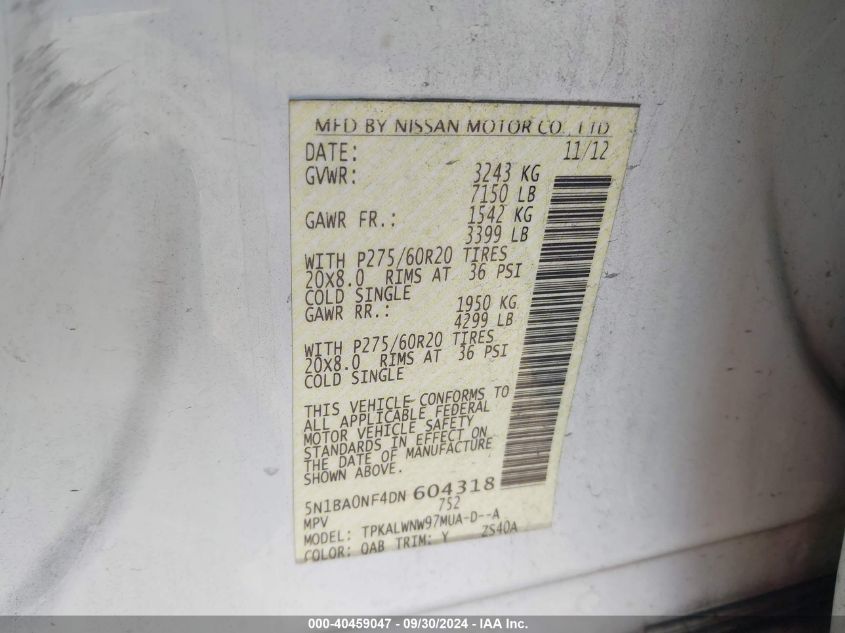 MFD BY NISSAN MOTOR CO., LTD
DATE: 11/12
GVWR: 3243 KG
7150 LB
GAWR FR.: 1542 KG
3399 LB
WITH P275/60R20 TIRES
20X8.0 RIMS AT 36 PSI
COLD SINGLE
GAWR RR.: 1950 KG
4299 LB
WITH P275/60R20 TIRES
20X8.0 RIMS AT 36 PSI
COLD SINGLE
THIS VEHICLE CONFORMS TO
ALL APPLICABLE FEDERAL
MOTOR VEHICLE SAFETY
STANDARDS IN EFFECT ON
THE DATE OF MANUFACTURE
SHOWN ABOVE.
5N1BA0NF4DN 604318
MPV 752
MODEL: TPKALWNW97MUA-D--A
COLOR: QAB TRIM: Y ZS40A
000-40459047 - 09/30/2024 - IAA Inc.